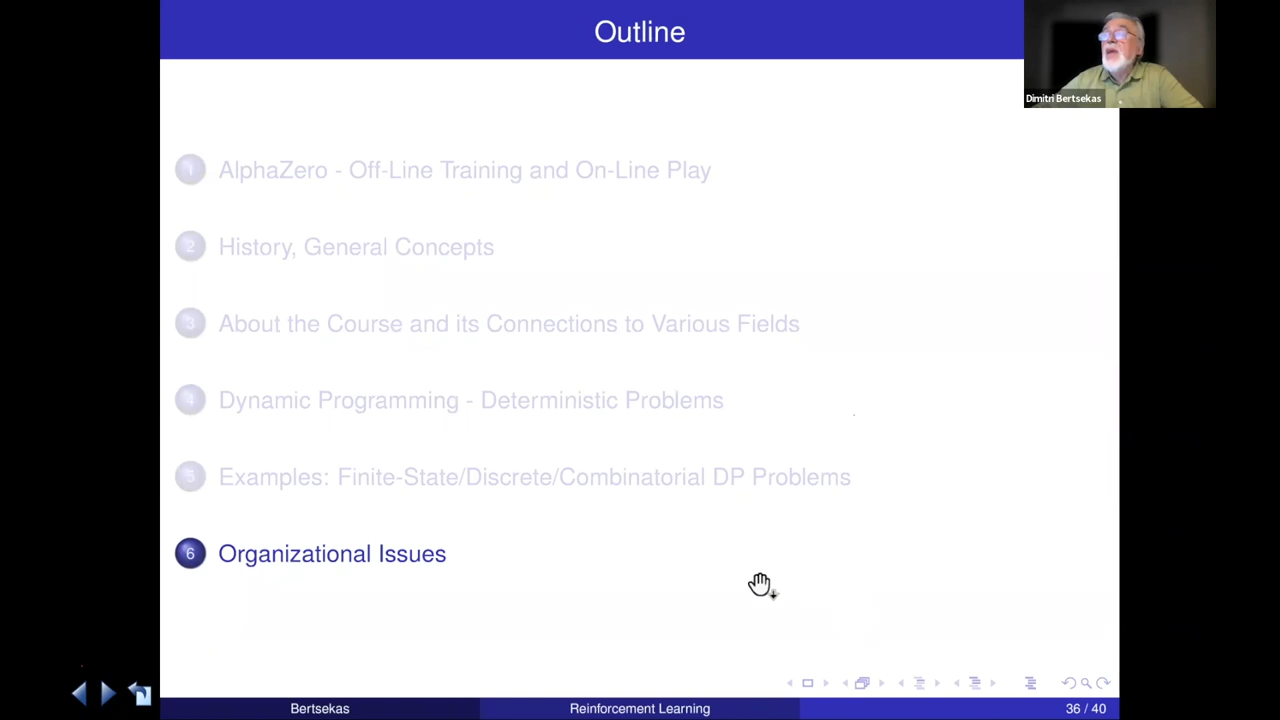 Outline
Dimitri Bertsekas
1 AlphaZero - Off-Line Training and On-Line Play
2 History, General Concepts
3 About the Course and its Connections to Various Fields
4 Dynamic Programming - Deterministic Problems
5 Examples: Finite-State/Discrete/Combinatorial DP Problems
6 Organizational Issues
Bertsekas Reinforcement Learning 36 / 40